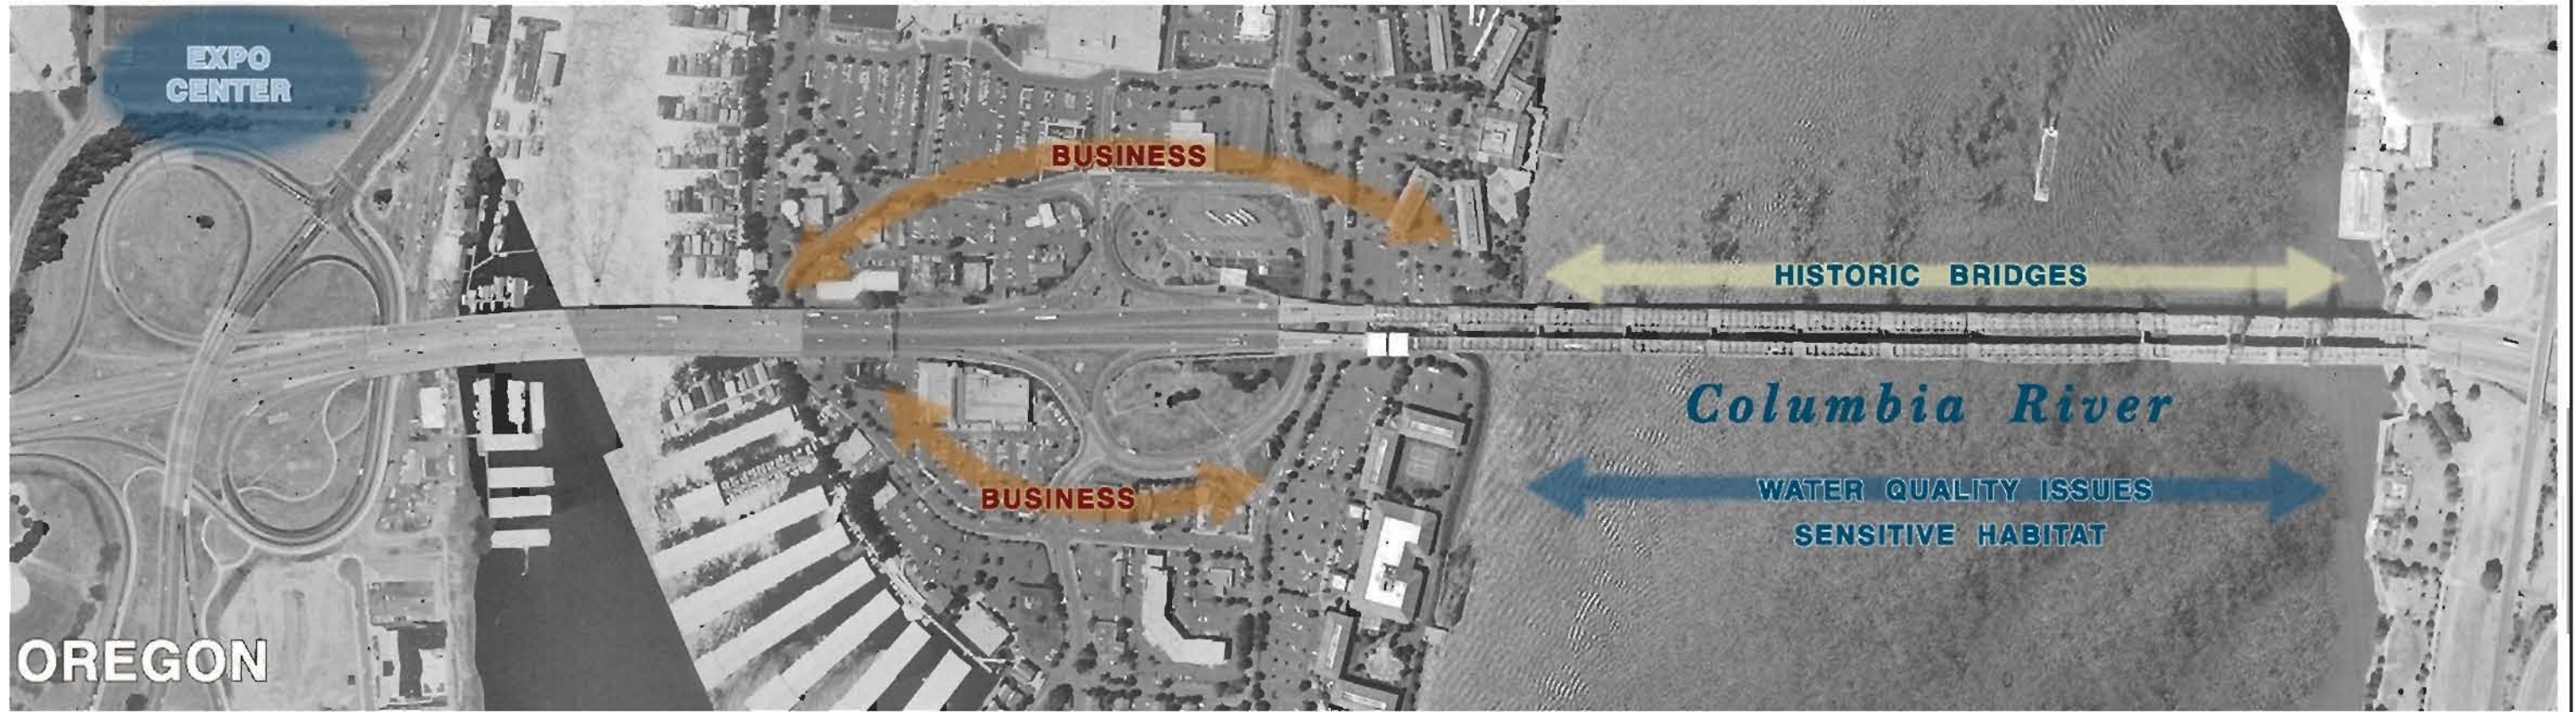 EXPO
CENTER
BUSINESS
HISTORIC BRIDGES
Columbia River
BUSINESS
WATER QUALITY ISSUES
SENSITIVE HABITAT
OREGON